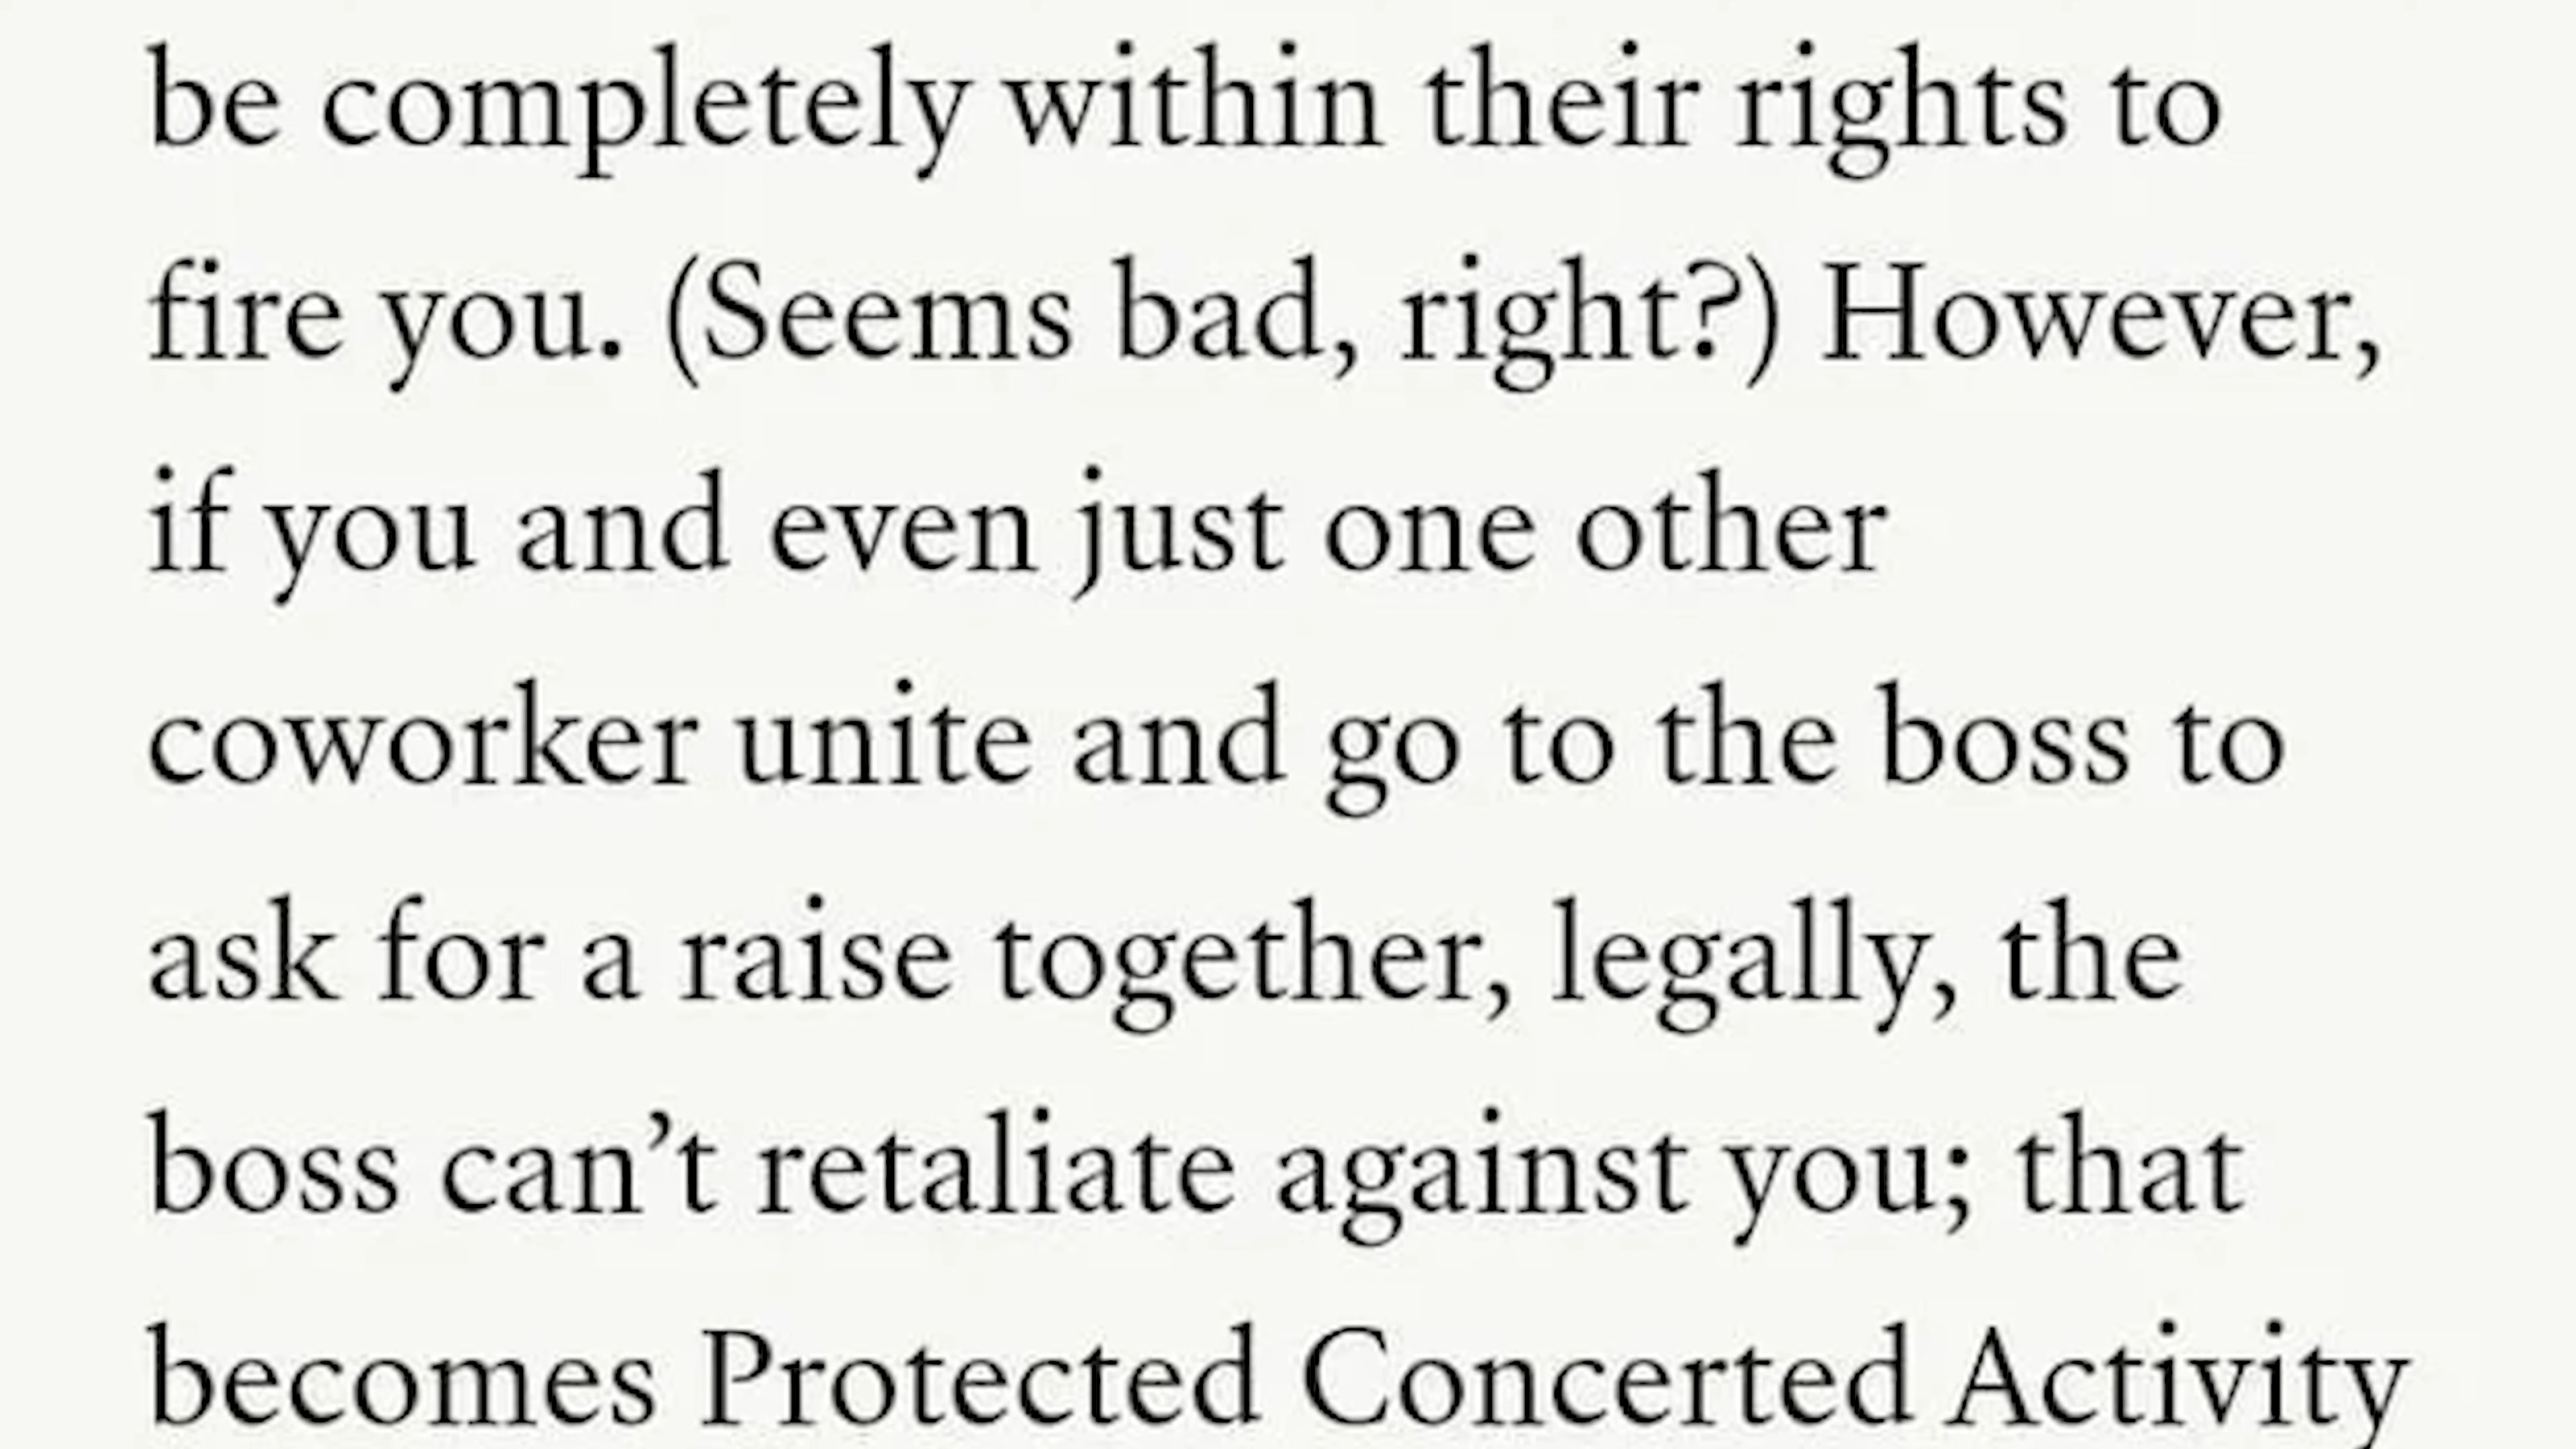 be completely within their rights to
fire you. (Seems bad, right?) However,
if you and even just one other
coworker unite and go to the boss to
ask for a raise together, legally, the
boss can’t retaliate against you; that
becomes Protected Concerted Activity